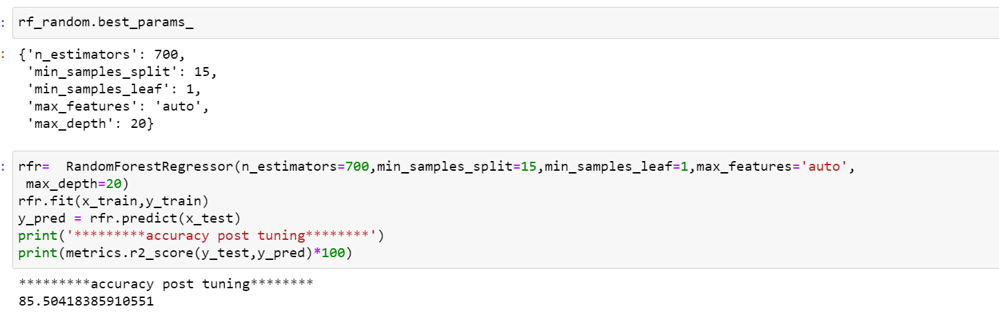 : rf_random.best_params_
: {'n_estimators': 700,
'min_samples_split': 15,
'min_samples_leaf': 1,
'max_features': 'auto',
'max_depth': 20}
: rfr=  RandomForestRegressor(n_estimators=700,min_samples_split=15,min_samples_leaf=1,max_features='auto',
max_depth=20)
rfr.fit(x_train,y_train)
y_pred = rfr.predict(x_test)
print('*********accuracy post tuning********')
print(metrics.r2_score(y_test,y_pred)*100)
*********accuracy post tuning********
85.50418385910551